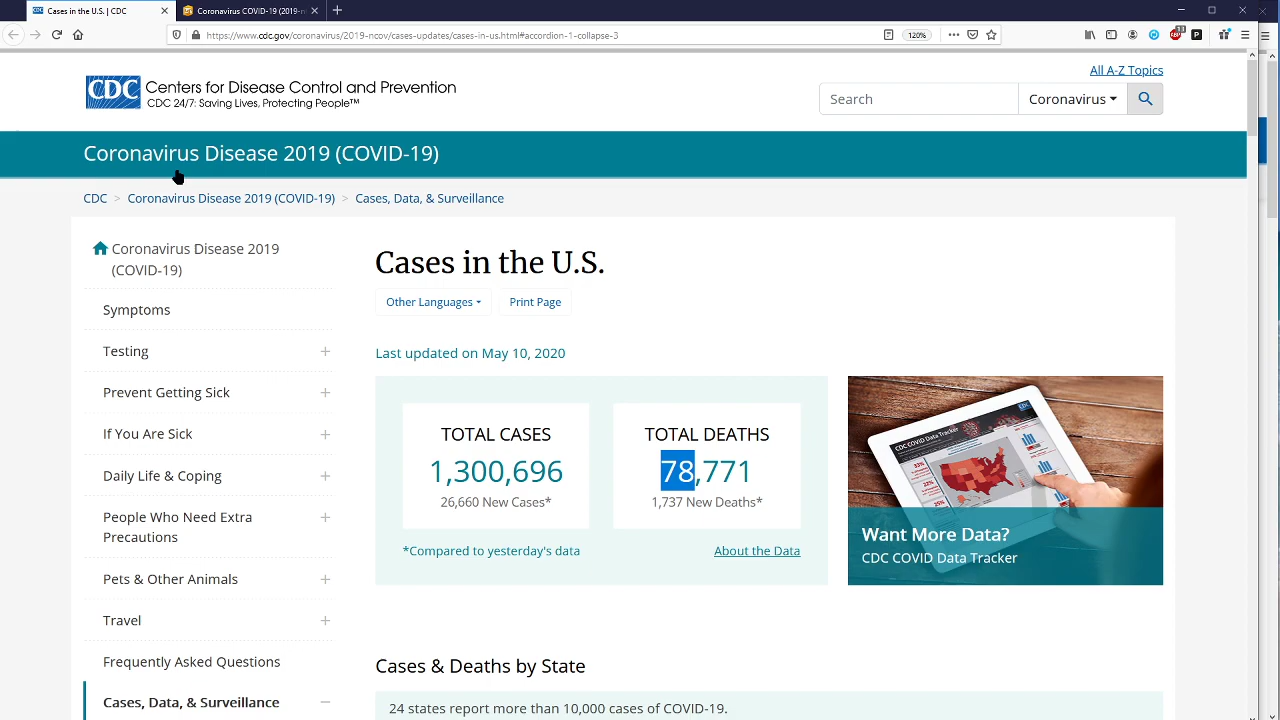 Cases in the U.S. | CDC
Coronavirus COVID-19 (2019-n
https://www.cdc.gov/coronavirus/2019-ncov/cases-updates/cases-in-us.html#accordion-1-collapse-3
120%
CDC
Centers for Disease Control and Prevention
CDC 24/7: Saving Lives, Protecting People™
All A-Z Topics
Search
Coronavirus
Coronavirus Disease 2019 (COVID-19)
CDC > Coronavirus Disease 2019 (COVID-19) > Cases, Data, & Surveillance
Coronavirus Disease 2019
(COVID-19)
Symptoms
Testing
Prevent Getting Sick
If You Are Sick
Daily Life & Coping
People Who Need Extra
Precautions
Pets & Other Animals
Travel
Frequently Asked Questions
Cases, Data, & Surveillance
Cases in the U.S.
Other Languages
Print Page
Last updated on May 10, 2020
TOTAL CASES
1,300,696
26,660 New Cases*
TOTAL DEATHS
78,771
1,737 New Deaths*
*Compared to yesterday's data
About the Data
CDC COVID Data Tracker
Want More Data?
CDC COVID Data Tracker
Cases & Deaths by State
24 states report more than 10,000 cases of COVID-19.